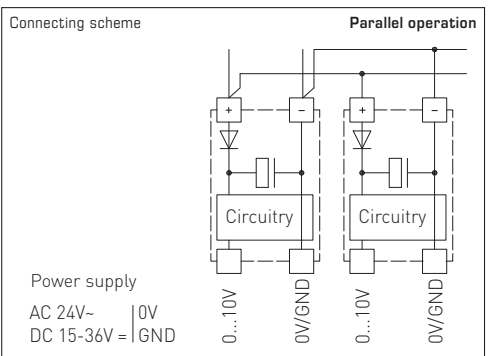 Connecting scheme
Parallel operation
+ − + −
Circuitry Circuitry
Power supply
AC 24V~ | 0V
DC 15-36V = | GND
0...10V
0V/GND
0...10V
0V/GND